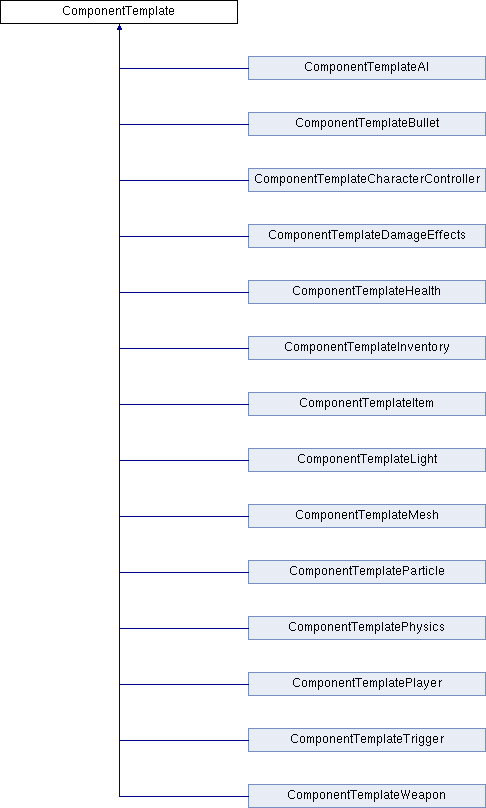 ComponentTemplate
ComponentTemplateAI
ComponentTemplateBullet
ComponentTemplateCharacterController
ComponentTemplateDamageEffects
ComponentTemplateHealth
ComponentTemplateInventory
ComponentTemplateItem
ComponentTemplateLight
ComponentTemplateMesh
ComponentTemplateParticle
ComponentTemplatePhysics
ComponentTemplatePlayer
ComponentTemplateTrigger
ComponentTemplateWeapon